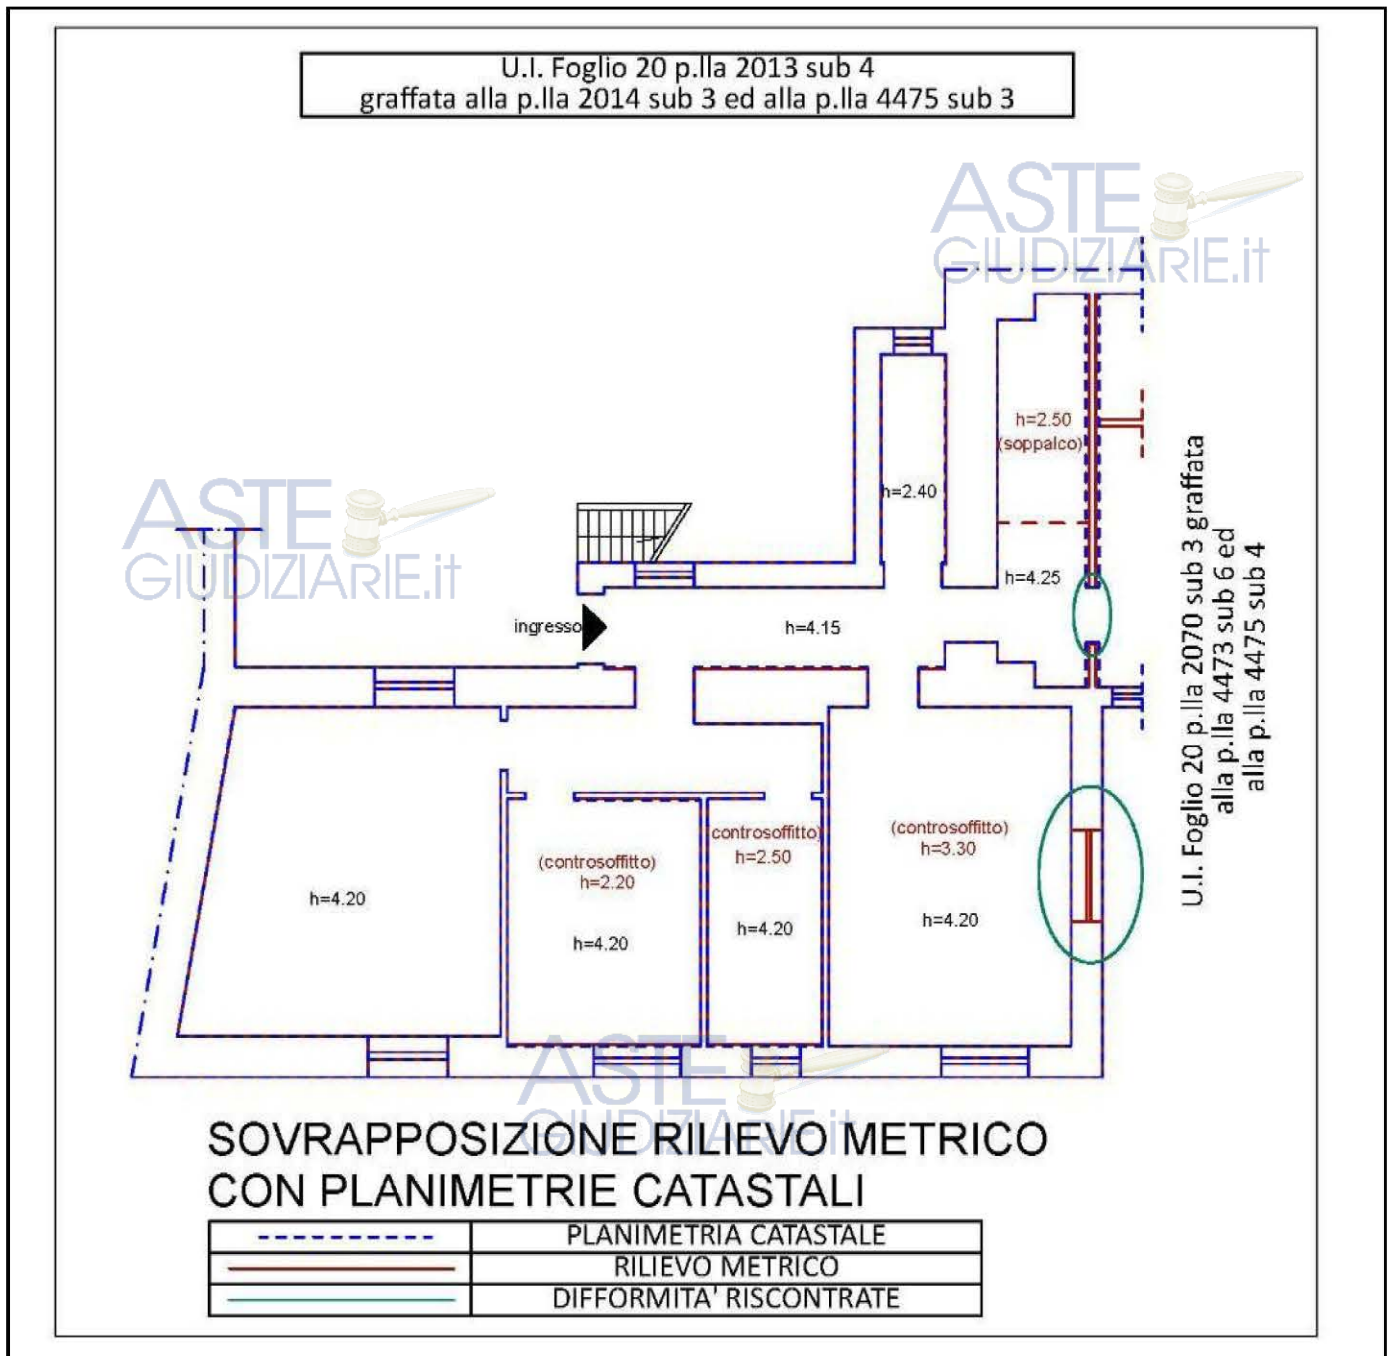 U.I. Foglio 20 p.lla 2013 sub 4
graffata alla p.lla 2014 sub 3 ed alla p.lla 4475 sub 3
ASTE
GIUDIZIARIE.it
h=2.50
(soppalco)
h=2.40
ASTE
GIUDIZIARIE.it
h=4.25
ingresso
h=4.15
U.I. Foglio 20 p.lla 2070 sub 3 graffata
alla p.lla 4473 sub 6 ed
alla p.lla 4475 sub 4
(controsoffitto)
h=2.20
h=4.20
controsoffitto)
h=2.50
h=4.20
(controsoffitto)
h=3.30
h=4.20
h=4.20
ASTE
GIUDIZIARIE.it
SOVRAPPOSIZIONE RILIEVO METRICO
CON PLANIMETRIE CATASTALI
PLANIMETRIA CATASTALE
RILIEVO METRICO
DIFFORMITA' RISCONTRATE